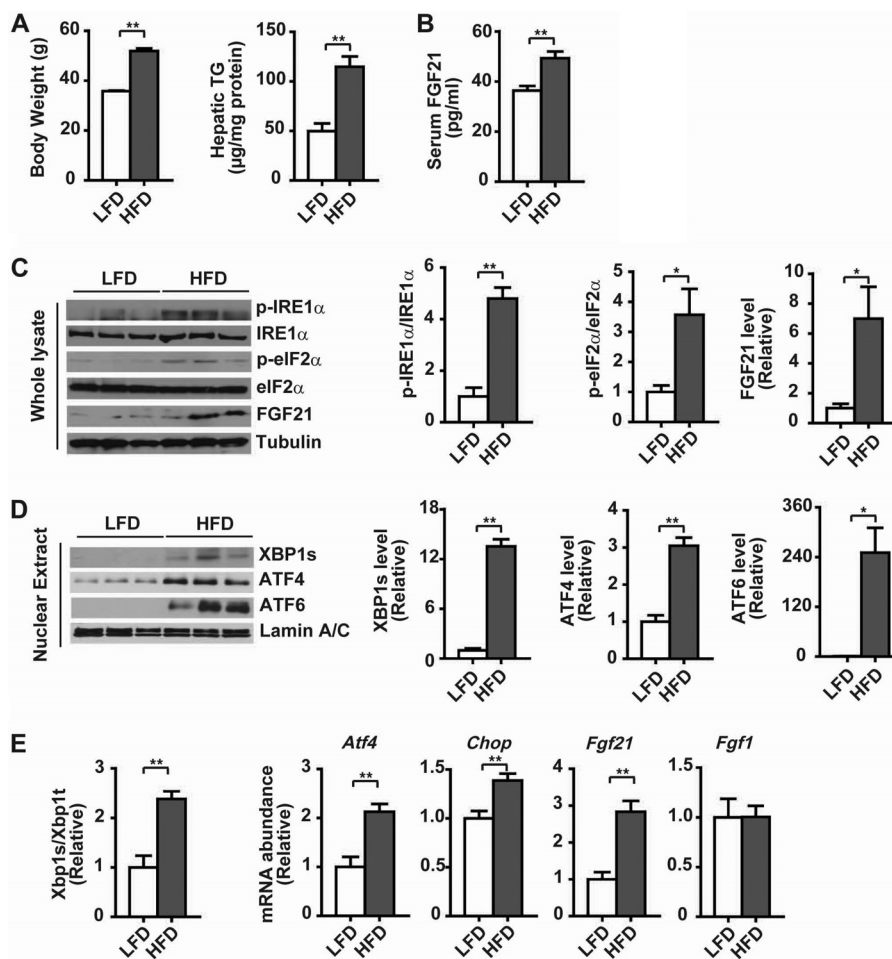 A
B
Body Weight (g)
60
40
20
0
**
LFD
HFD
Hepatic TG
(µg/mg protein)
150
100
50
0
**
LFD
HFD
Serum FGF21
(pg/ml)
60
40
20
0
**
LFD
HFD
C
Whole lysate
LFD HFD
p-IRE1α
IRE1α
p-eIF2α
eIF2α
FGF21
Tubulin
p-IRE1α/IRE1α
6
4
2
0
**
LFD
HFD
p-eIF2α/eIF2α
5
4
3
2
1
0
*
LFD
HFD
FGF21 level
(Relative)
10
8
6
4
2
0
*
LFD
HFD
D
Nuclear Extract
LFD HFD
XBP1s
ATF4
ATF6
Lamin A/C
XBP1s level
(Relative)
18
12
6
0
**
LFD
HFD
ATF4 level
(Relative)
4
3
2
1
0
**
LFD
HFD
ATF6 level
(Relative)
360
240
120
0
*
LFD
HFD
E
Xbp1s/Xbp1t
(Relative)
3
2
1
0
**
LFD
HFD
mRNA abundance
(Relative)
Atf4
3
2
1
0
**
LFD
HFD
Chop
1.5
1.0
0.5
0
**
LFD
HFD
Fgf21
4
3
2
1
0
**
LFD
HFD
Fgf1
1.5
1.0
0.5
0
LFD
HFD